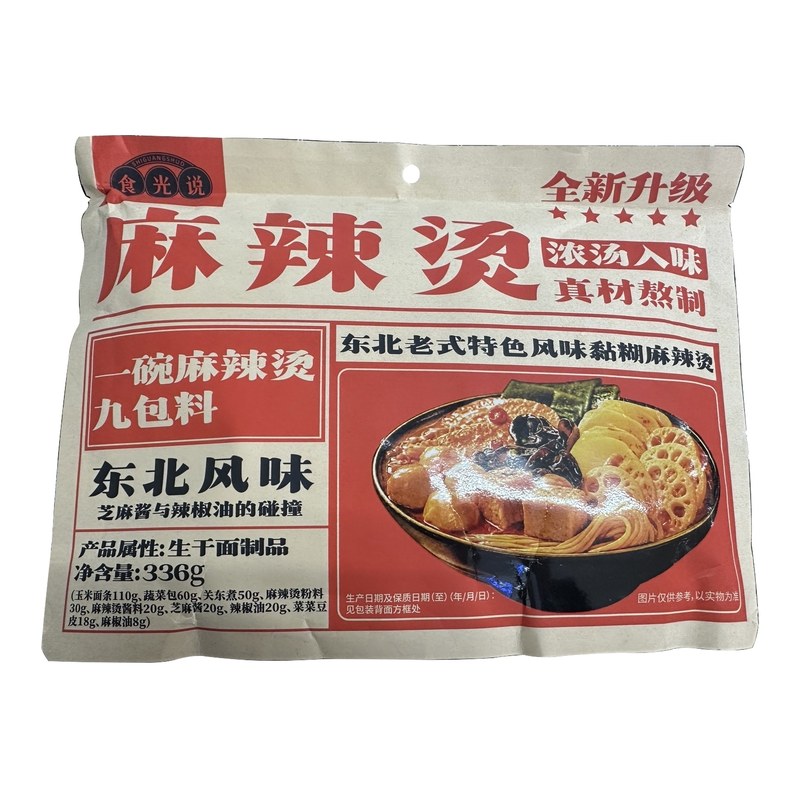 SHIGUANGSHUO
食光说
麻辣烫
全新升级
浓汤入味
真材熬制
一碗麻辣烫
九包料
东北老式特色风味黏糊麻辣烫
东北风味
芝麻酱与辣椒油的碰撞
产品属性:生干面制品
净含量:336g
(玉米面条110g、蔬菜包60g、关东煮50g、麻辣烫粉料
30g、麻辣烫酱料20g、芝麻酱20g、辣椒油20g、菜菜豆
皮18g、麻椒油8g)
生产日期及保质日期(至)(年/月/日):
见包装背面方框处
图片仅供参考,以实物为准